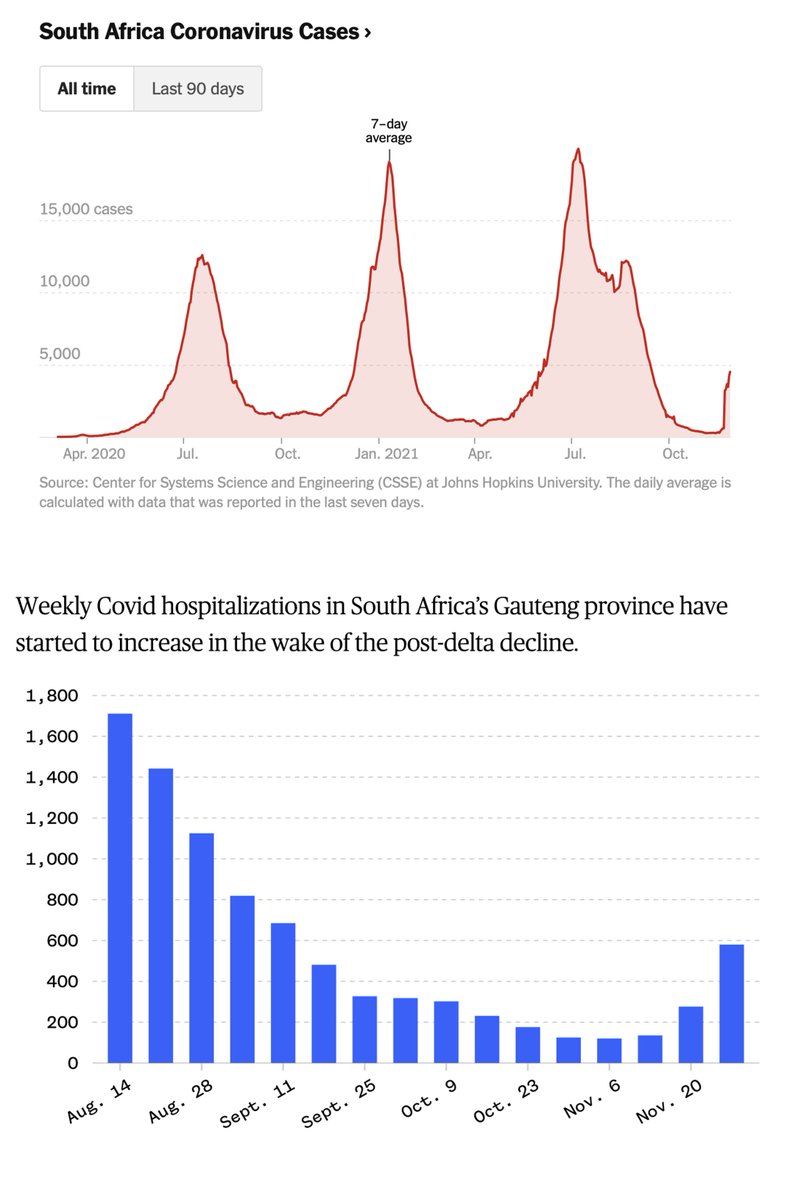 South Africa Coronavirus Cases ›
All time
Last 90 days
7–day
average
15,000 cases
10,000
5,000
Apr. 2020
Jul.
Oct.
Jan. 2021
Apr.
Jul.
Oct.
Source: Center for Systems Science and Engineering (CSSE) at Johns Hopkins University. The daily average is
calculated with data that was reported in the last seven days.
Weekly Covid hospitalizations in South Africa’s Gauteng province have
started to increase in the wake of the post-delta decline.
1,800
1,600
1,400
1,200
1,000
800
600
400
200
0
Aug. 14
Aug. 28
Sept. 11
Sept. 25
Oct. 9
Oct. 23
Nov. 6
Nov. 20